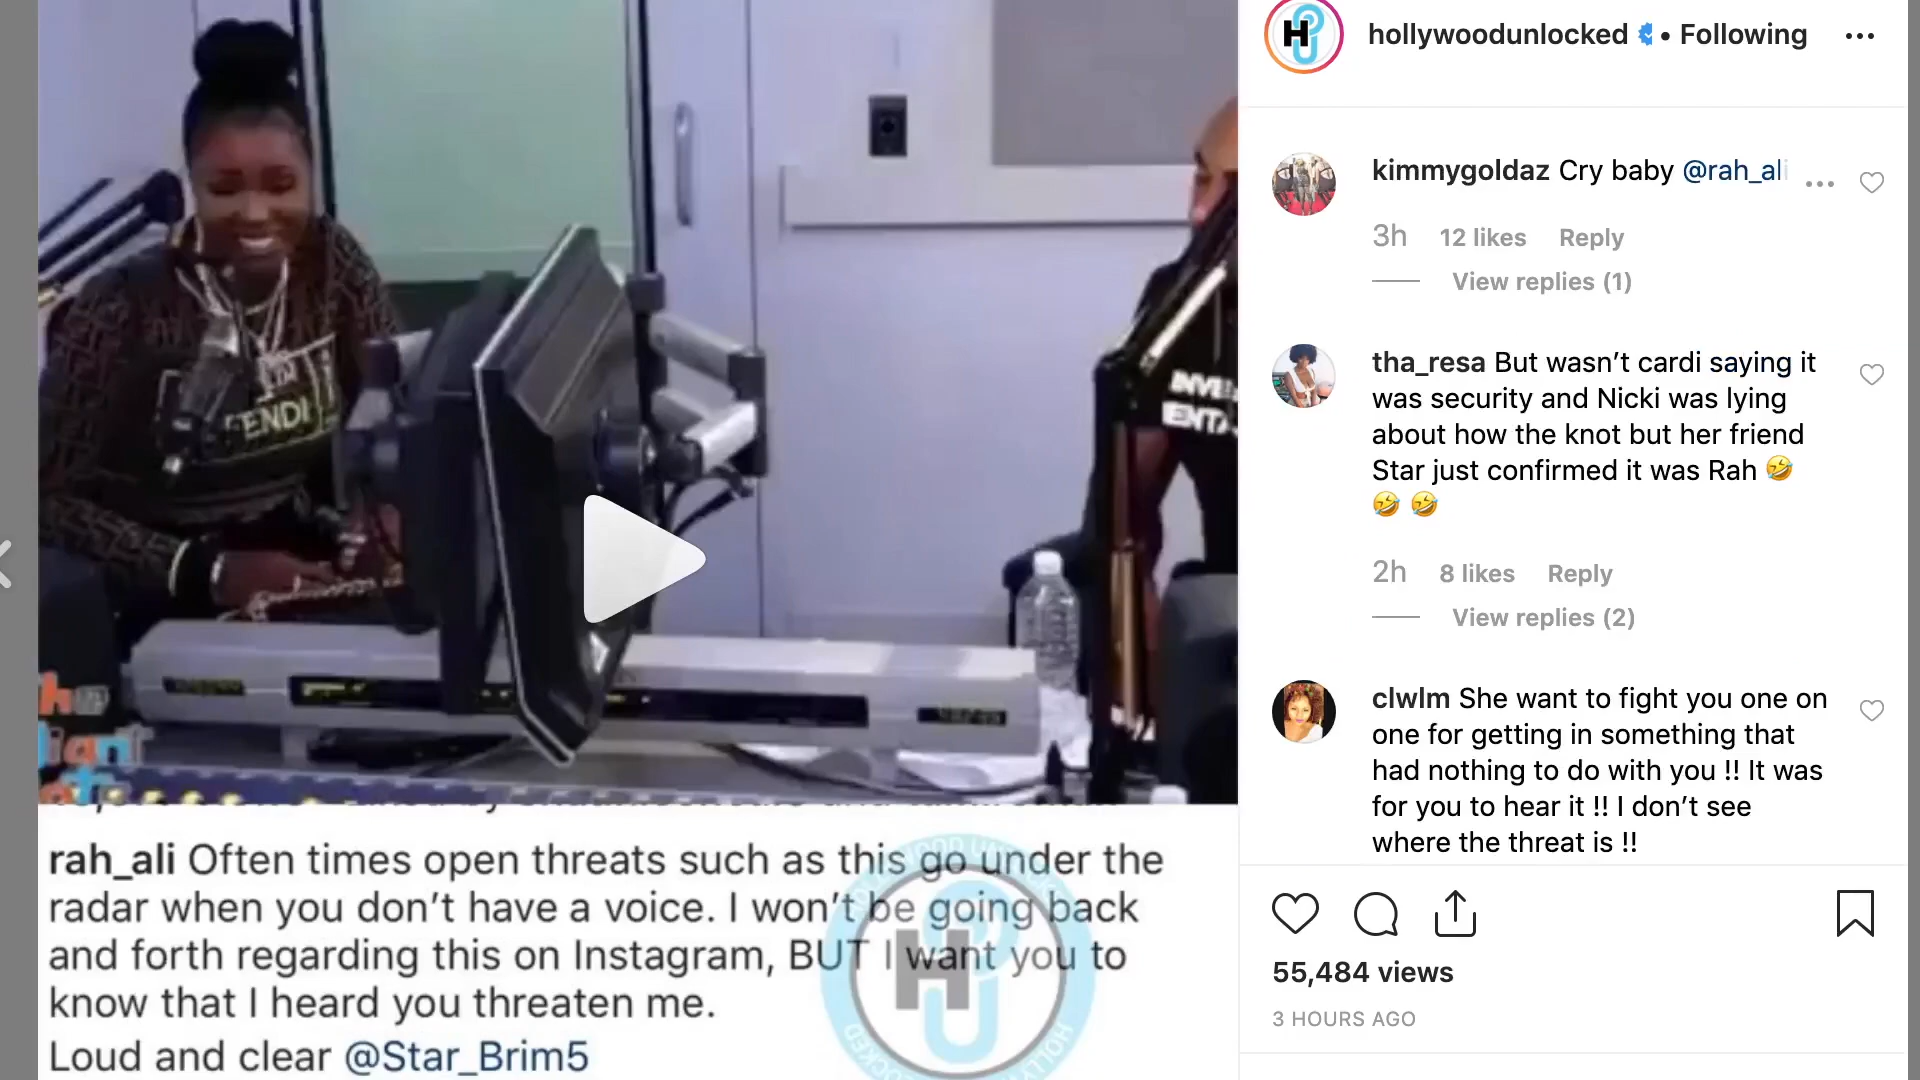 hollywoodunlocked • Following
kimmygoldaz Cry baby @rah_ali
3h 12 likes Reply
View replies (1)
tha_resa But wasn’t cardi saying it
was security and Nicki was lying
about how the knot but her friend
Star just confirmed it was Rah 🤣
🤣 🤣
2h 8 likes Reply
View replies (2)
clwlm She want to fight you one on
one for getting in something that
had nothing to do with you !! It was
for you to hear it !! I don’t see
where the threat is !!
55,484 views
3 HOURS AGO
FENDI
rah_ali Often times open threats such as this go under the
radar when you don’t have a voice. I won’t be going back
and forth regarding this on Instagram, BUT I want you to
know that I heard you threaten me.
Loud and clear @Star_Brim5
HU